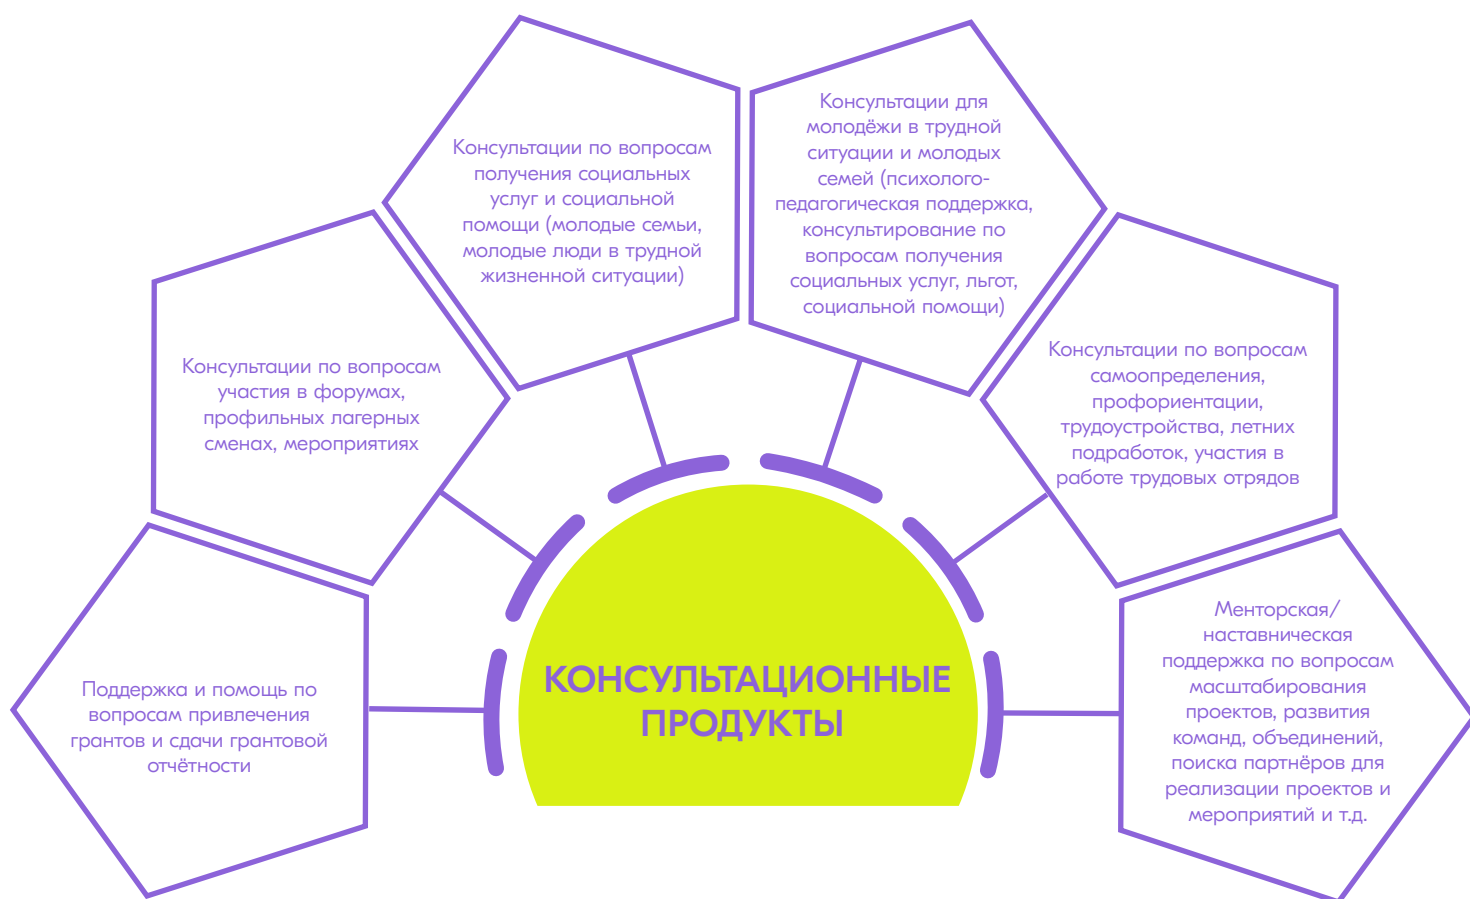 Консультации по вопросам
получения социальных
услуг и социальной
помощи (молодые семьи,
молодые люди в трудной
жизненной ситуации)
Консультации для
молодёжи в трудной
ситуации и молодых
семей (психолого-
педагогическая поддержка,
консультирование по
вопросам получения
социальных услуг, льгот,
социальной помощи)
Консультации по вопросам
участия в форумах,
профильных лагерных
сменах, мероприятиях
Консультации по вопросам
самоопределения,
профориентации,
трудоустройства, летних
подработок, участия в
работе трудовых отрядов
Поддержка и помощь по
вопросам привлечения
грантов и сдачи грантовой
отчётности
КОНСУЛЬТАЦИОННЫЕ
ПРОДУКТЫ
Менторская/
наставническая
поддержка по вопросам
масштабирования
проектов, развития
команд, объединений,
поиска партнёров для
реализации проектов и
мероприятий и т.д.